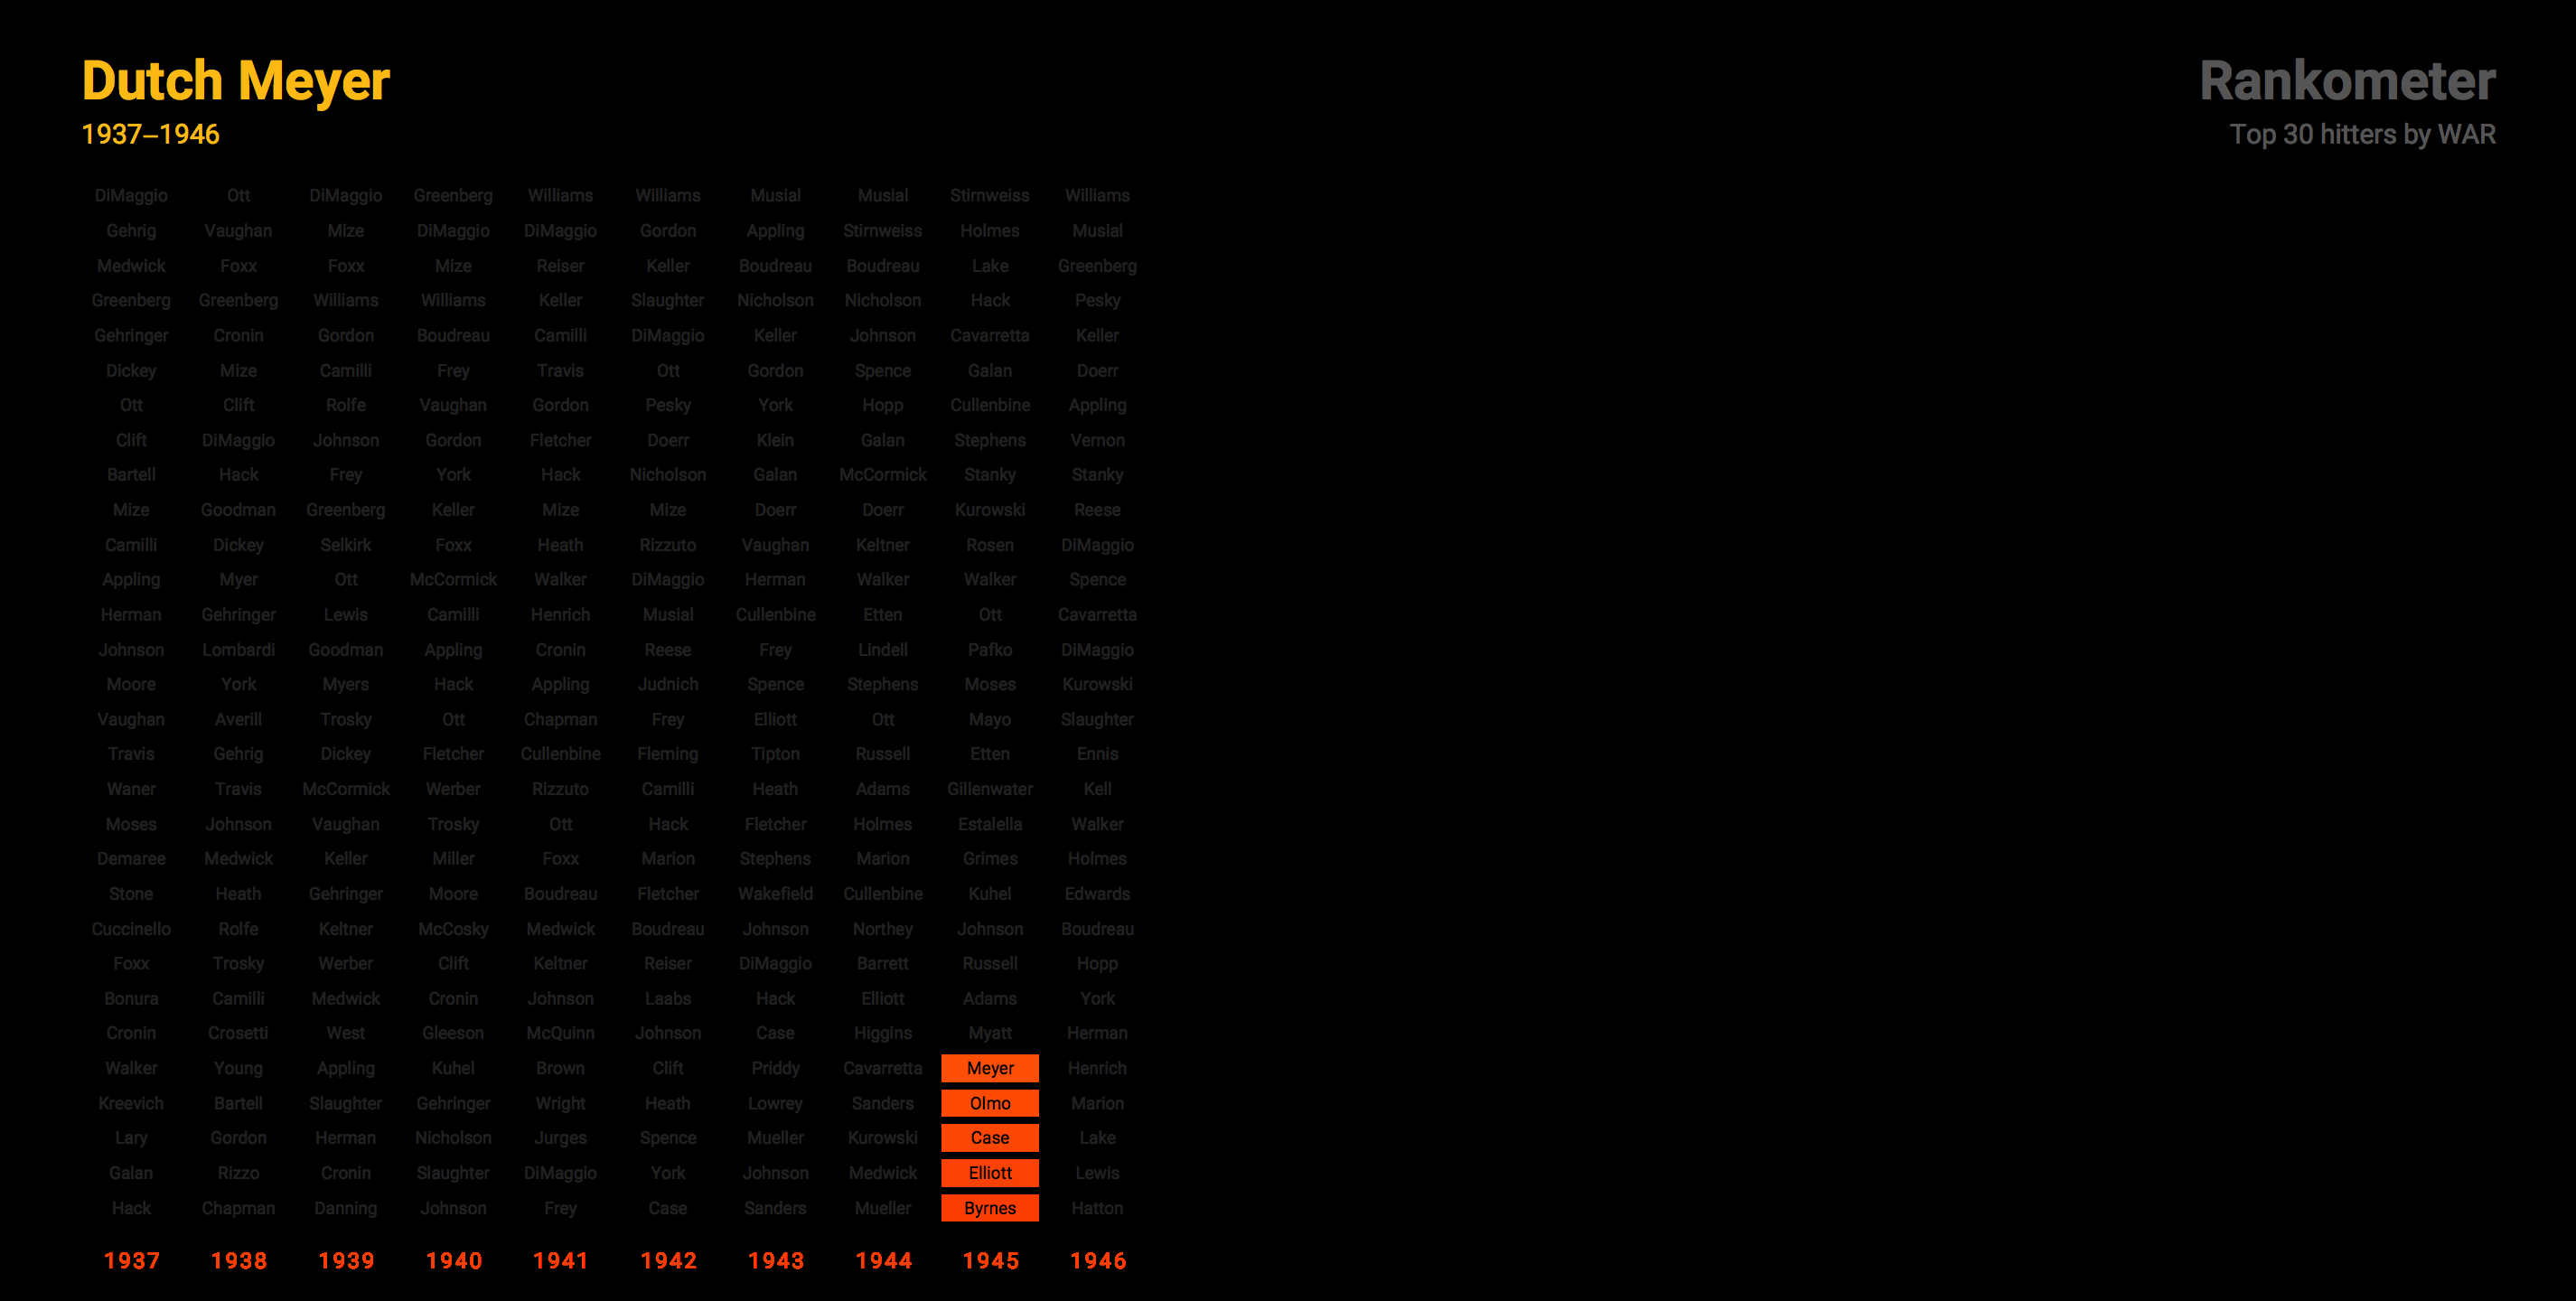 Dutch Meyer
1937–1946
Rankometer
Top 30 hitters by WAR
DiMaggio Ott DiMaggio Greenberg Williams Williams Musial Musial Stirnweiss Williams
Gehrig Vaughan Mize DiMaggio DiMaggio Gordon Appling Stirnweiss Holmes Musial
Medwick Foxx Foxx Mize Reiser Keller Boudreau Boudreau Lake Greenberg
Greenberg Greenberg Williams Williams Keller Slaughter Nicholson Nicholson Hack Pesky
Gehringer Cronin Gordon Boudreau Camilli DiMaggio Keller Johnson Cavarretta Keller
Dickey Mize Camilli Frey Travis Ott Gordon Spence Galan Doerr
Ott Clift Rolfe Vaughan Gordon Pesky York Hopp Cullenbine Appling
Clift DiMaggio Johnson Gordon Fletcher Doerr Klein Galan Stephens Vernon
Bartell Hack Frey York Hack Nicholson Galan McCormick Stanky Stanky
Mize Goodman Greenberg Keller Mize Mize Doerr Doerr Kurowski Reese
Camilli Dickey Selkirk Foxx Heath Rizzuto Vaughan Keltner Rosen DiMaggio
Appling Myer Ott McCormick Walker DiMaggio Herman Walker Walker Spence
Herman Gehringer Lewis Camilli Henrich Musial Cullenbine Etten Ott Cavarretta
Johnson Lombardi Goodman Appling Cronin Reese Frey Lindell Pafko DiMaggio
Moore York Myers Hack Appling Judnich Spence Stephens Moses Kurowski
Vaughan Averill Trosky Ott Chapman Frey Elliott Ott Mayo Slaughter
Travis Gehrig Dickey Fletcher Cullenbine Fleming Tipton Russell Etten Ennis
Waner Travis McCormick Werber Rizzuto Camilli Heath Adams Gillenwater Kell
Moses Johnson Vaughan Trosky Ott Hack Fletcher Holmes Estalella Walker
Demaree Medwick Keller Miller Foxx Marion Stephens Marion Grimes Holmes
Stone Heath Gehringer Moore Boudreau Fletcher Wakefield Cullenbine Kuhel Edwards
Cuccinello Rolfe Keltner McCosky Medwick Boudreau Johnson Northey Johnson Boudreau
Foxx Trosky Werber Clift Keltner Reiser DiMaggio Barrett Russell Hopp
Bonura Camilli Medwick Cronin Johnson Laabs Hack Elliott Adams York
Cronin Crosetti West Gleeson McQuinn Johnson Case Higgins Myatt Herman
Walker Young Appling Kuhel Brown Clift Priddy Cavarretta Meyer Henrich
Kreevich Bartell Slaughter Gehringer Wright Heath Lowrey Sanders Olmo Marion
Lary Gordon Herman Nicholson Jurges Spence Mueller Kurowski Case Lake
Galan Rizzo Cronin Slaughter DiMaggio York Johnson Medwick Elliott Lewis
Hack Chapman Danning Johnson Frey Case Sanders Mueller Byrnes Hatton
1937 1938 1939 1940 1941 1942 1943 1944 1945 1946